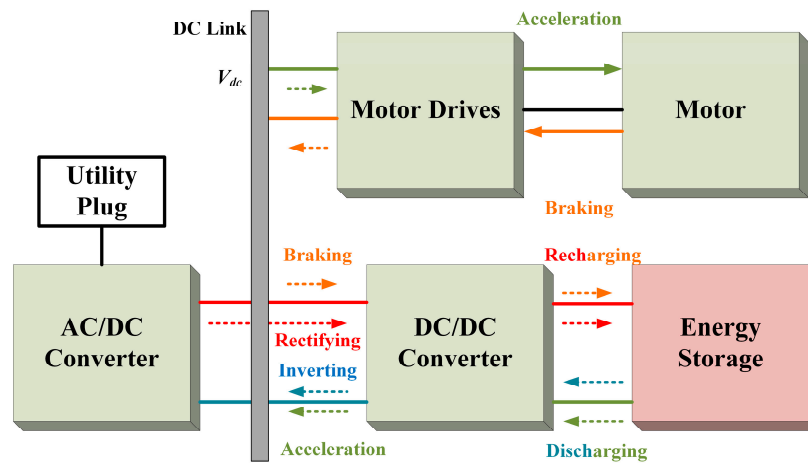 DC Link
Acceleration
Vdc
Motor Drives
Motor
Utility
Plug
Braking
Braking
Recharging
AC/DC
Converter
DC/DC
Converter
Energy
Storage
Rectifying
Inverting
Acceleration
Discharging